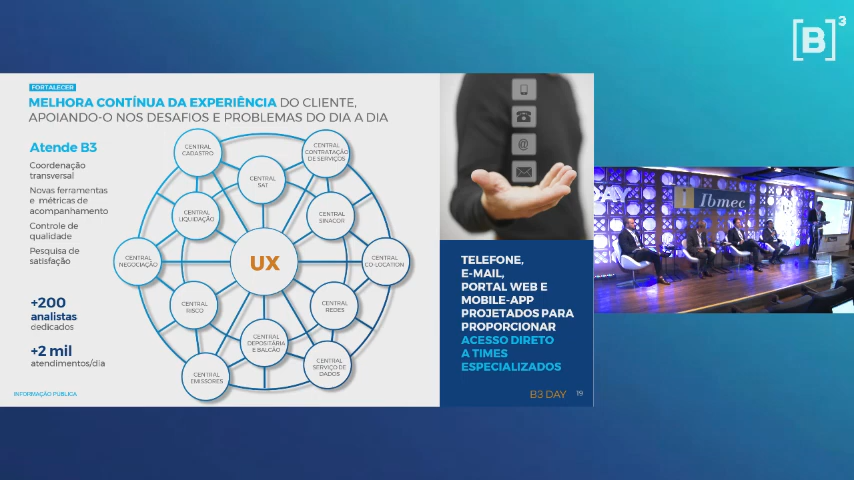 [B]³
FORTALECER
MELHORA CONTÍNUA DA EXPERIÊNCIA DO CLIENTE,
APOIANDO-O NOS DESAFIOS E PROBLEMAS DO DIA A DIA
Atende B3
Coordenação
transversal
Novas ferramentas
e métricas de
acompanhamento
Controle de
qualidade
Pesquisa de
satisfação
+200
analistas
dedicados
+2 mil
atendimentos/dia
CENTRAL
CADASTRO
CENTRAL
CONTRATAÇÃO
DE SERVIÇOS
CENTRAL
SAT
CENTRAL
LIQUIDAÇÃO
CENTRAL
SINACOR
CENTRAL
NEGOCIAÇÃO
UX
CENTRAL
CO-LOCATION
CENTRAL
RISCO
CENTRAL
REDES
CENTRAL
DEPOSITÁRIA
E BALCÃO
CENTRAL
EMISSORES
CENTRAL
SERVIÇO DE
DADOS
@
TELEFONE,
E-MAIL,
PORTAL WEB E
MOBILE-APP
PROJETADOS PARA
PROPORCIONAR
ACESSO DIRETO
A TIMES
ESPECIALIZADOS
INFORMAÇÃO PUBLICA
B3 DAY 19
i Ibmec